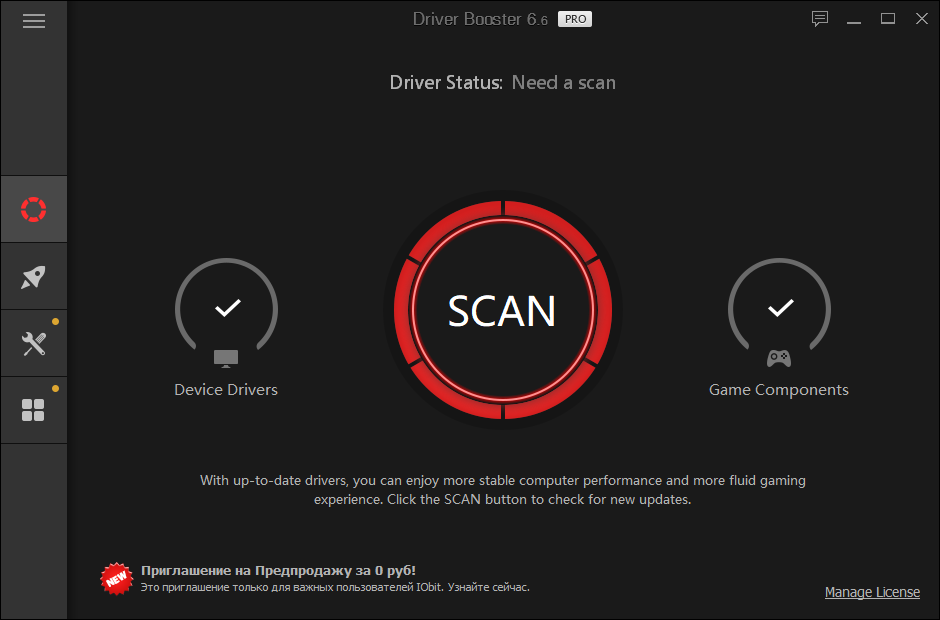 Driver Booster 6.6 PRO
Driver Status: Need a scan
SCAN
Device Drivers
Game Components
With up-to-date drivers, you can enjoy more stable computer performance and more fluid gaming
experience. Click the SCAN button to check for new updates.
NEW
Приглашение на Предпродажу за 0 руб!
Это приглашение только для важных пользователей IObit. Узнайте сейчас.
Manage License